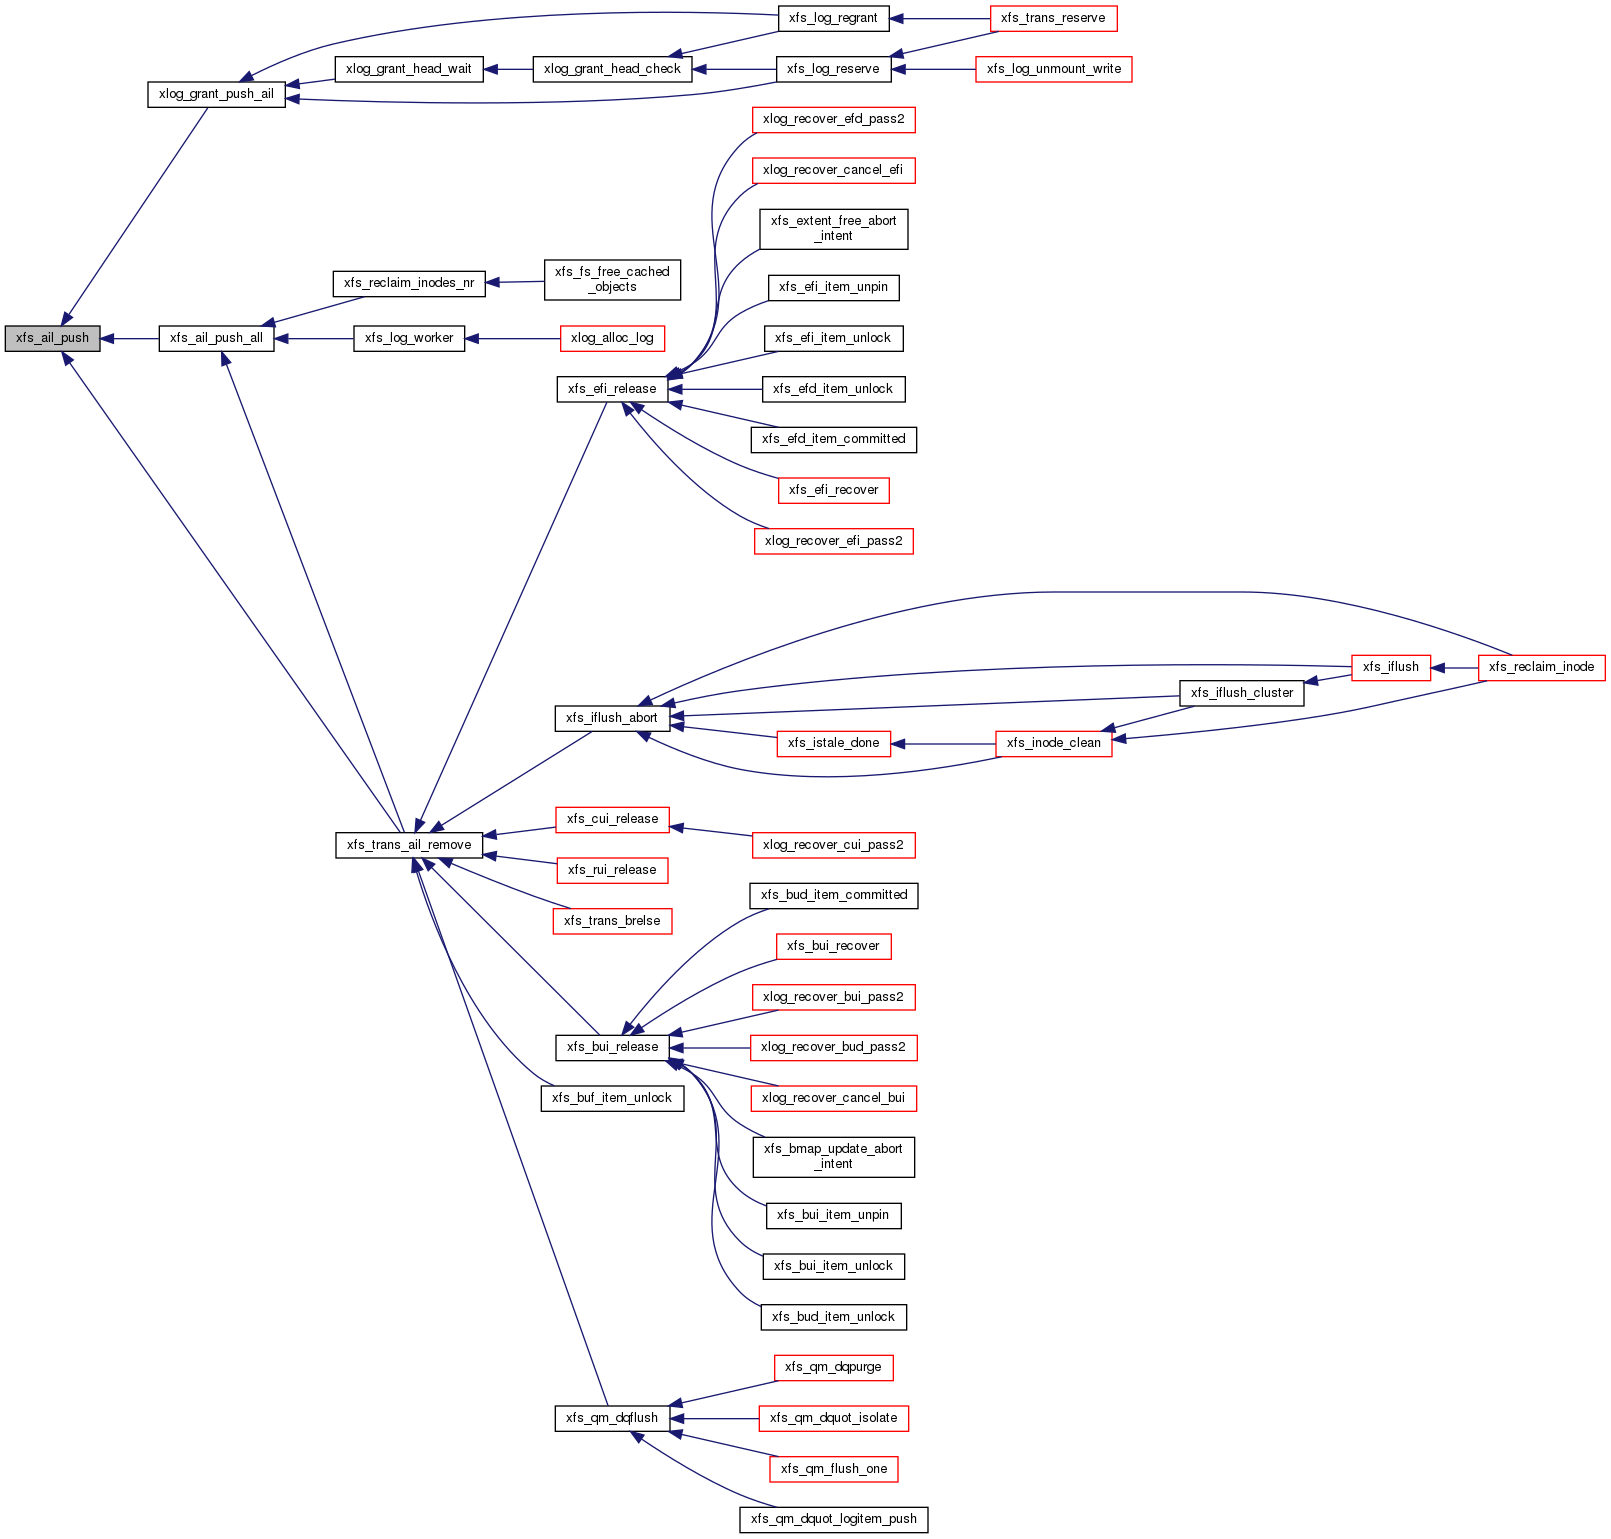 xfs_log_regrant
xfs_trans_reserve
xlog_grant_head_wait
xlog_grant_head_check
xfs_log_reserve
xfs_log_unmount_write
xlog_grant_push_ail
xlog_recover_efd_pass2
xlog_recover_cancel_efi
xfs_extent_free_abort
_intent
xfs_reclaim_inodes_nr
xfs_fs_free_cached
_objects
xfs_efi_item_unpin
xfs_ail_push
xfs_ail_push_all
xfs_log_worker
xlog_alloc_log
xfs_efi_item_unlock
xfs_efi_release
xfs_efd_item_unlock
xfs_efd_item_committed
xfs_efi_recover
xlog_recover_efi_pass2
xfs_iflush
xfs_reclaim_inode
xfs_iflush_cluster
xfs_iflush_abort
xfs_istale_done
xfs_inode_clean
xfs_cui_release
xfs_trans_ail_remove
xlog_recover_cui_pass2
xfs_rui_release
xfs_bud_item_committed
xfs_trans_brelse
xfs_bui_recover
xlog_recover_bui_pass2
xfs_bui_release
xlog_recover_bud_pass2
xfs_buf_item_unlock
xlog_recover_cancel_bui
xfs_bmap_update_abort
_intent
xfs_bui_item_unpin
xfs_bui_item_unlock
xfs_bud_item_unlock
xfs_qm_dqpurge
xfs_qm_dqflush
xfs_qm_dquot_isolate
xfs_qm_flush_one
xfs_qm_dquot_logitem_push